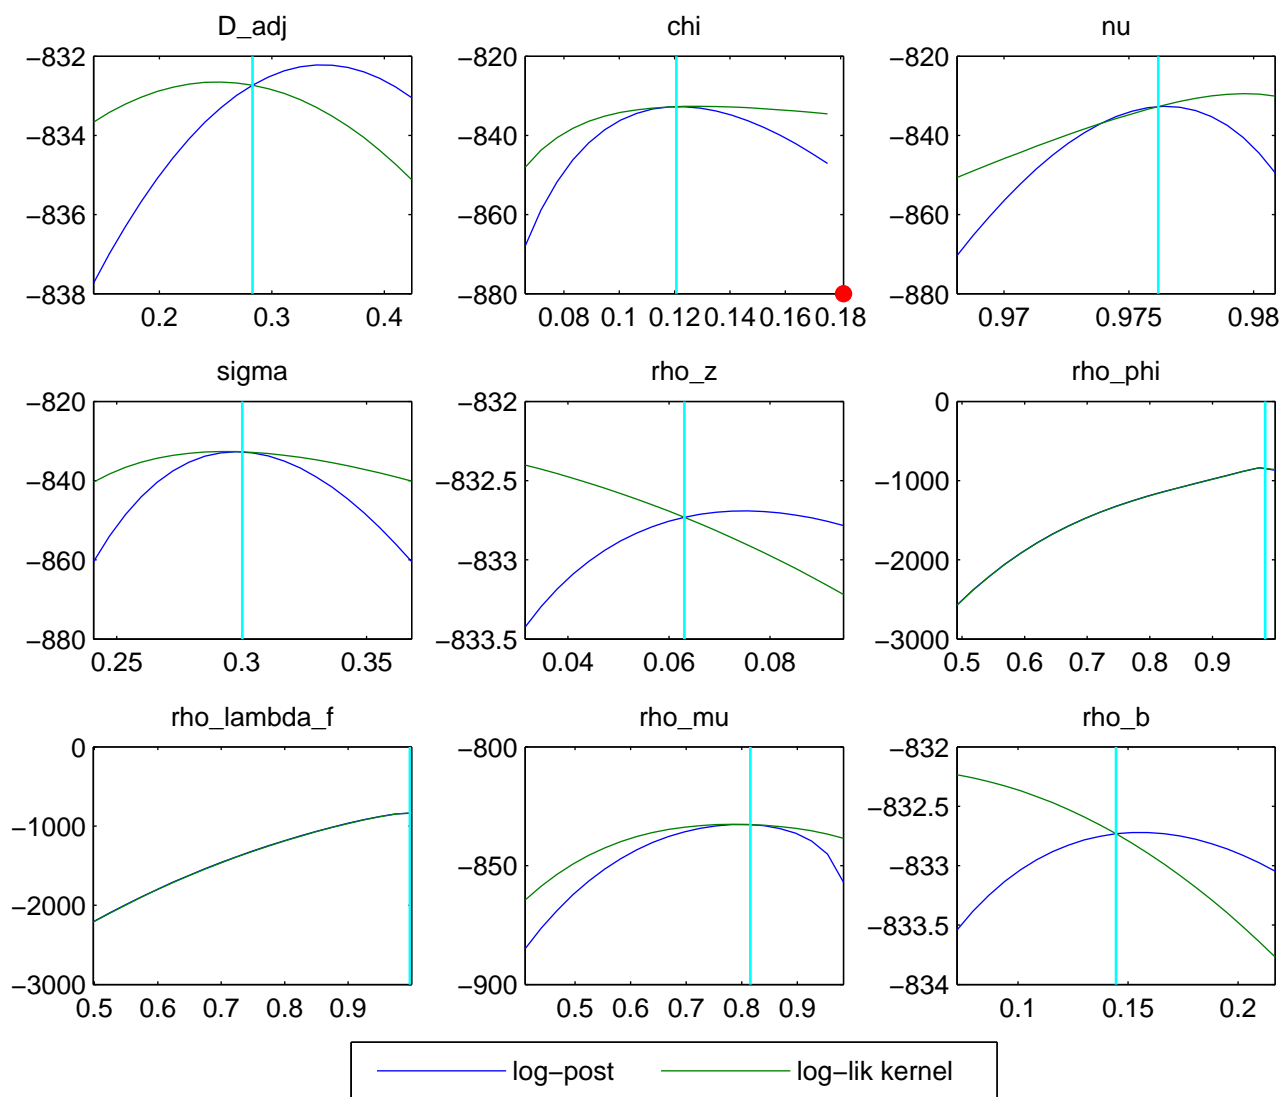 D_adj chi nu
−832 −820 −820
−834 −840 −840
−836 −860 −860
−838 −880 −880
0.2 0.3 0.4 0.08 0.1 0.12 0.14 0.16 0.18 0.97 0.975 0.98
sigma rho_z rho_phi
−820 −832 0
−840 −832.5 −1000
−860 −833 −2000
−880 −833.5 −3000
0.25 0.3 0.35 0.04 0.06 0.08 0.5 0.6 0.7 0.8 0.9
rho_lambda_f rho_mu rho_b
0 −800 −832
−832.5
−1000 −850 −833
−2000 −833.5
−3000 −900 −834
0.5 0.6 0.7 0.8 0.9 0.5 0.6 0.7 0.8 0.9 0.1 0.15 0.2
log−post log−lik kernel